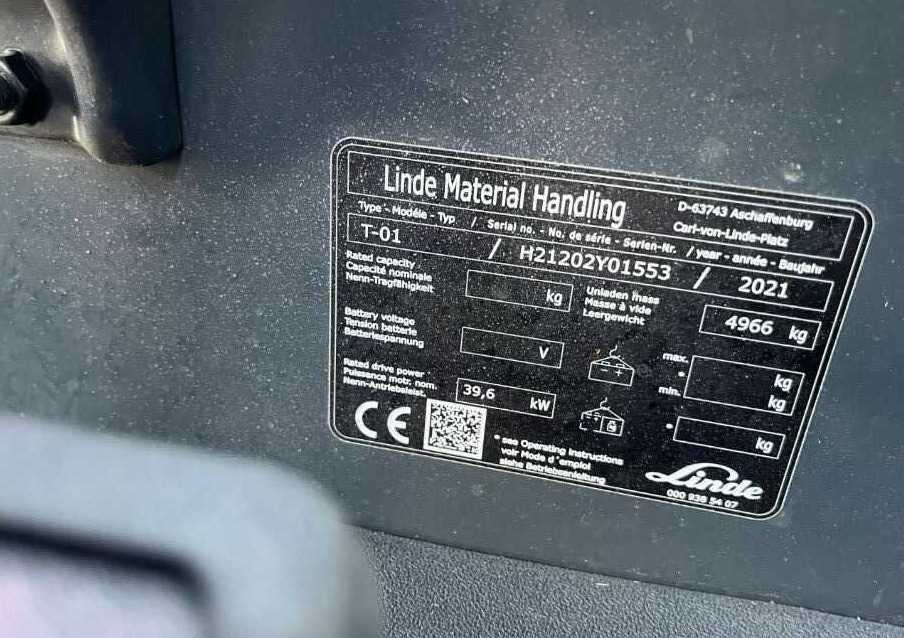 Linde Material Handling
D-63743 Aschaffenburg
Carl-von-Linde-Platz
Type - Modèle - Typ / Serial no. - No. de série - Serien-Nr. / year - année - Baujahr
T-01 / H21202Y01553 / 2021
Rated capacity
Capacité nominale
Nenn-Tragfähigkeit
kg
Unladen mass
Masse à vide
Leergewicht
4966 kg
Battery voltage
Tension batterie
Batteriespannung
V
max. kg
*
min. kg
Rated drive power
Puissance motr. nom.
Nenn-Antriebsleist.
39,6 kW
* kg
CE
* see Operating Instructions
voir Mode d'emploi
siehe Betriebsanleitung
Linde
000 938 54 07